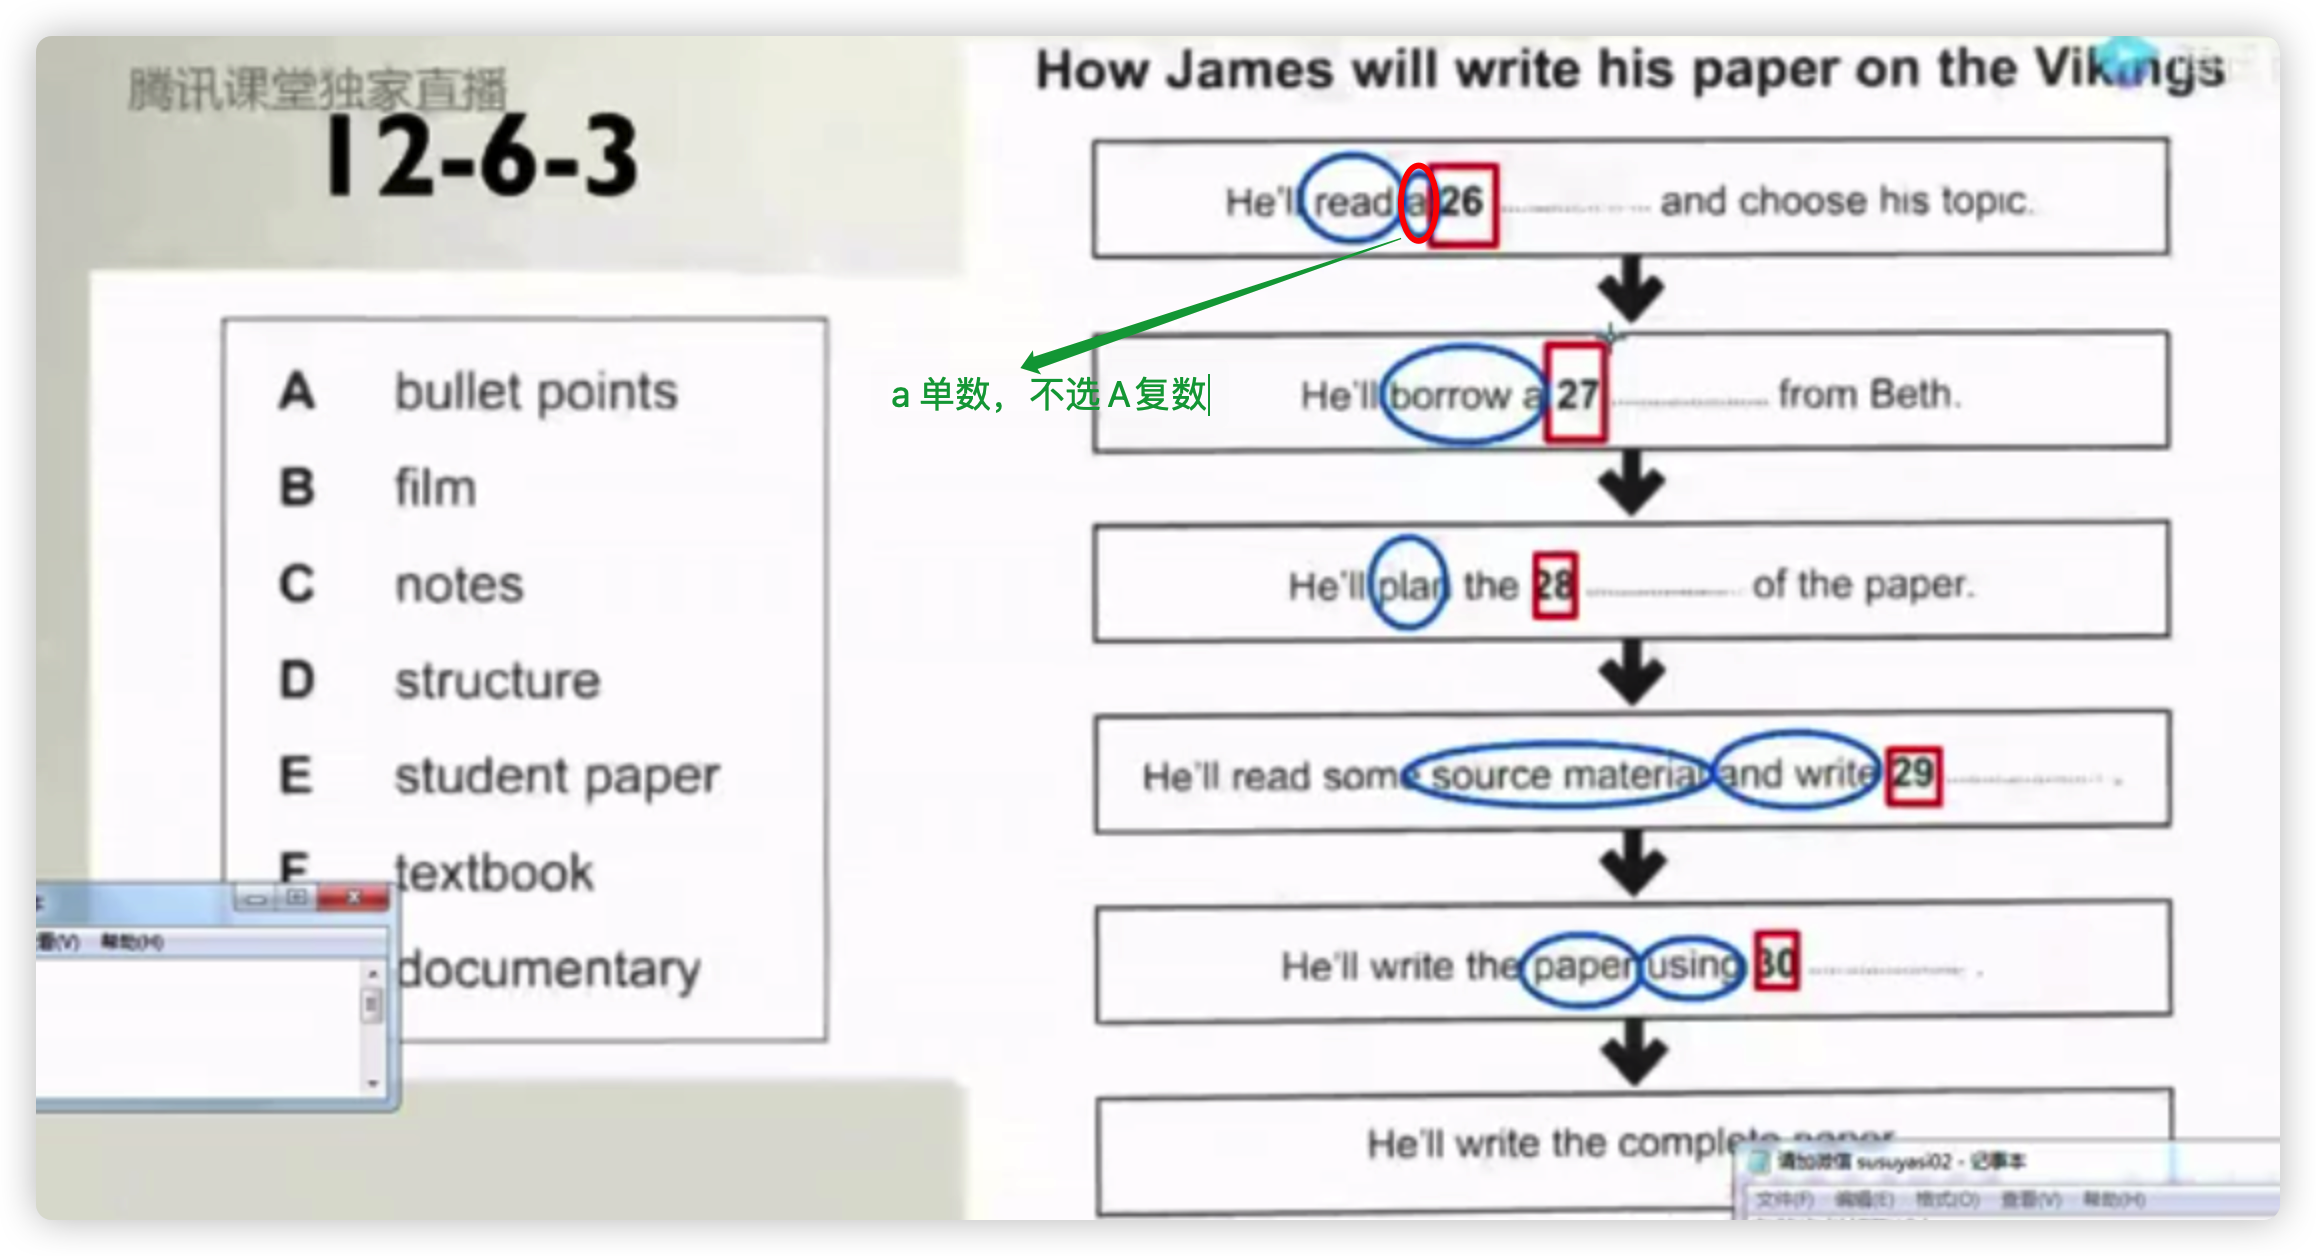 腾讯课堂独家直播
12-6-3
A bullet points
B film
C notes
D structure
E student paper
F textbook
documentary
How James will write his paper on the Vikings
He'll read a 26 ............ and choose his topic.
a 单数，不选 A复数
He'll borrow a 27 ............ from Beth.
He'll plan the 28 ............ of the paper.
He'll read some source material and write 29 ............ .
He'll write the paper using 30 ............ .
He'll write the complete paper
看(V) 帮助(H)
请加微信 susuyasi02 - 记事本
文件(F) 编辑(E) 格式(O) 查看(V) 帮助(H)